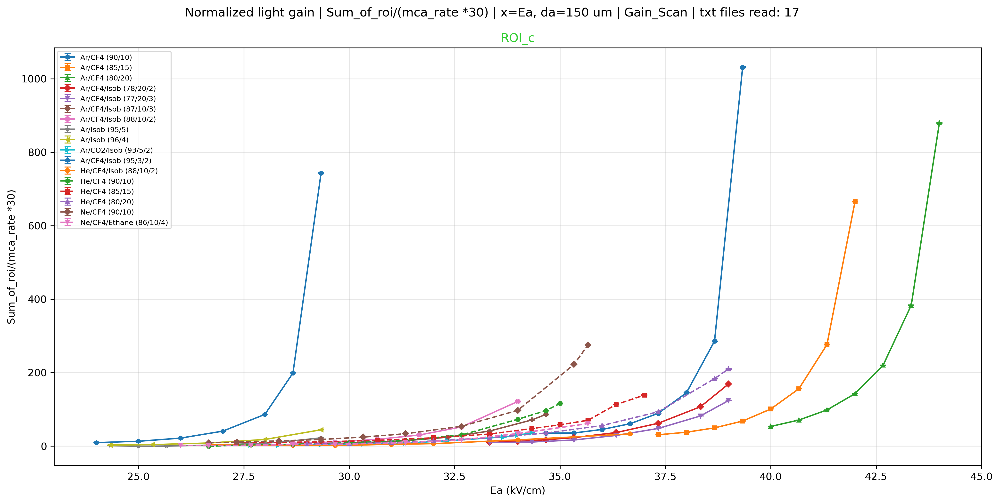 Normalized light gain | Sum_of_roi/(mca_rate *30) | x=Ea, da=150 um | Gain_Scan | txt files read: 17
ROI_c
Ar/CF4 (90/10)
Ar/CF4 (85/15)
Ar/CF4 (80/20)
Ar/CF4/Isob (78/20/2)
Ar/CF4/Isob (77/20/3)
Ar/CF4/Isob (87/10/3)
Ar/CF4/Isob (88/10/2)
Ar/Isob (95/5)
Ar/Isob (96/4)
Ar/CO2/Isob (93/5/2)
Ar/CF4/Isob (95/3/2)
He/CF4/Isob (88/10/2)
He/CF4 (90/10)
He/CF4 (85/15)
He/CF4 (80/20)
Ne/CF4 (90/10)
Ne/CF4/Ethane (86/10/4)
Sum_of_roi/(mca_rate *30)
1000
800
600
400
200
0
25.0
27.5
30.0
32.5
35.0
37.5
40.0
42.5
45.0
Ea (kV/cm)